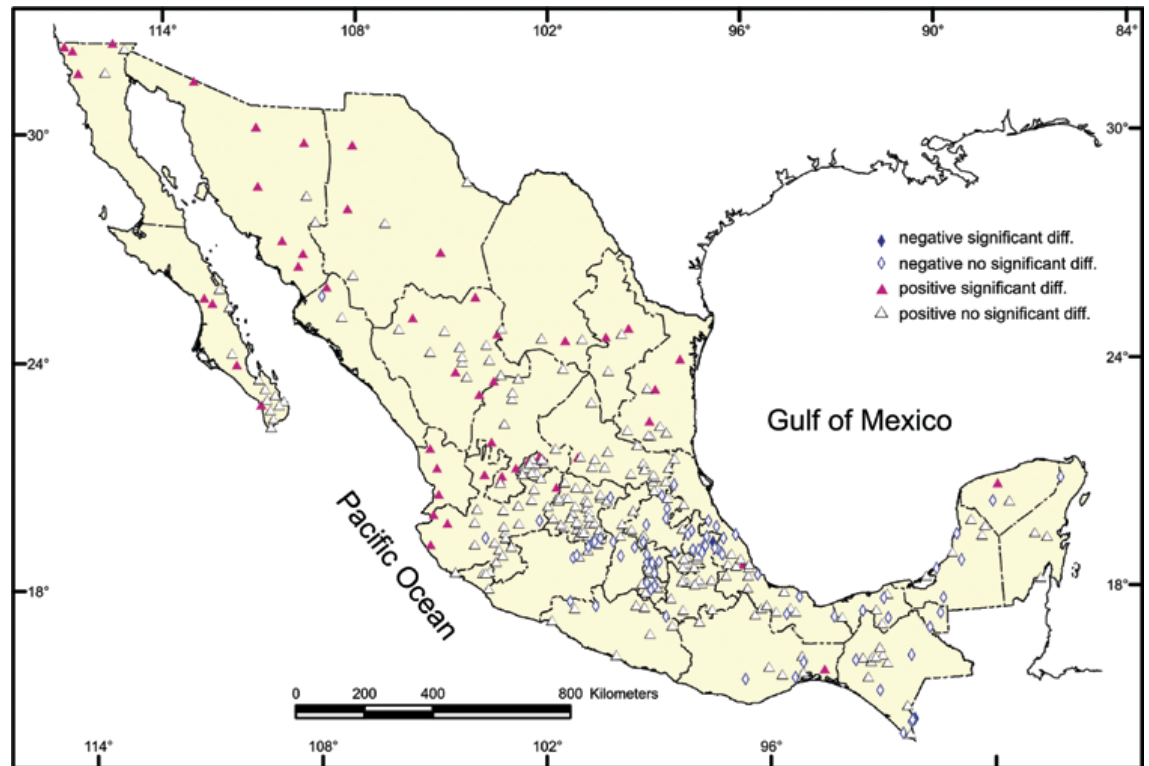 114° 108° 102° 96° 90° 84°
30° 30°
negative significant diff.
negative no significant diff.
positive significant diff.
positive no significant diff.
24° 24°
Gulf of Mexico
Pacific Ocean
18° 18°
0 200 400 800 Kilometers
114° 108° 102° 96°